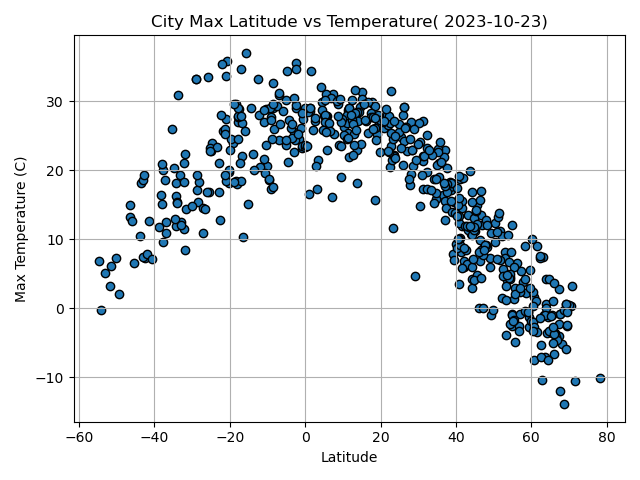 City Max Latitude vs Temperature( 2023-10-23)
Max Temperature (C)
30
20
10
0
−10
−60 −40 −20 0 20 40 60 80
Latitude